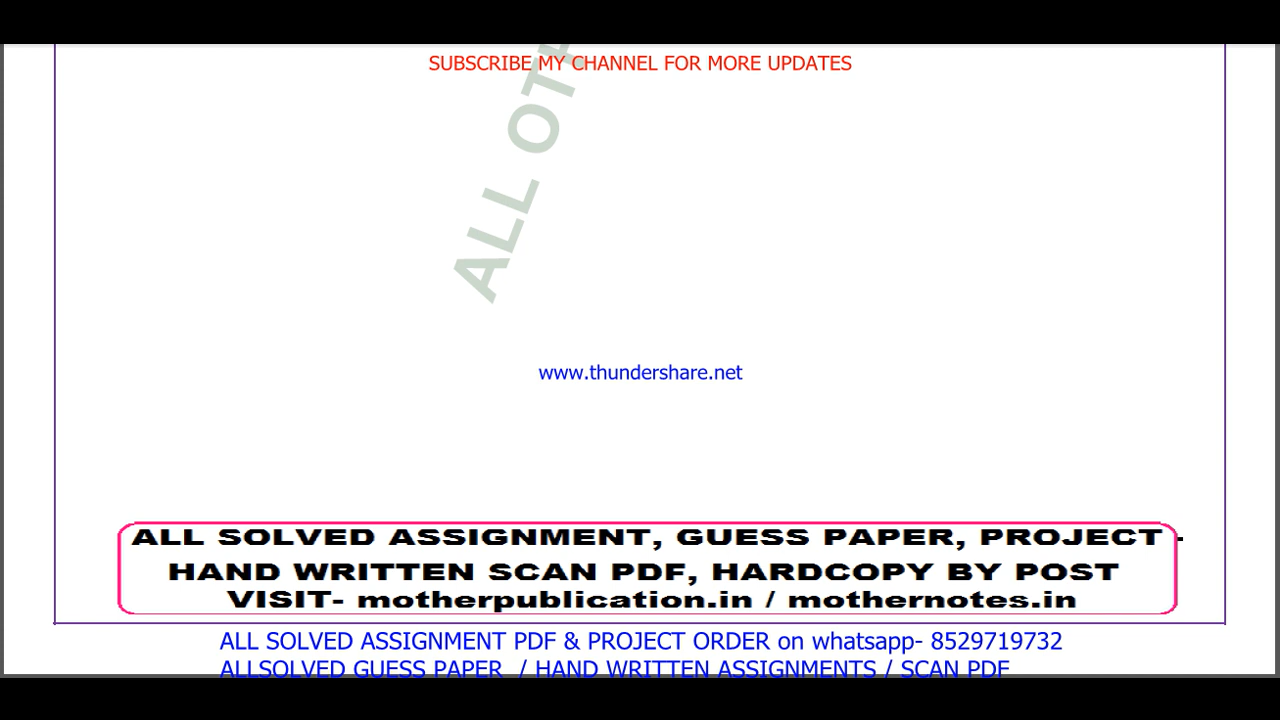 SUBSCRIBE MY CHANNEL FOR MORE UPDATES
ALL
www.thundershare.net
ALL SOLVED ASSIGNMENT, GUESS PAPER, PROJECT -
HAND WRITTEN SCAN PDF, HARDCOPY BY POST
VISIT- motherpublication.in / mothernotes.in
ALL SOLVED ASSIGNMENT PDF & PROJECT ORDER on whatsapp- 8529719732
ALLSOLVED GUESS PAPER / HAND WRITTEN ASSIGNMENTS / SCAN PDF